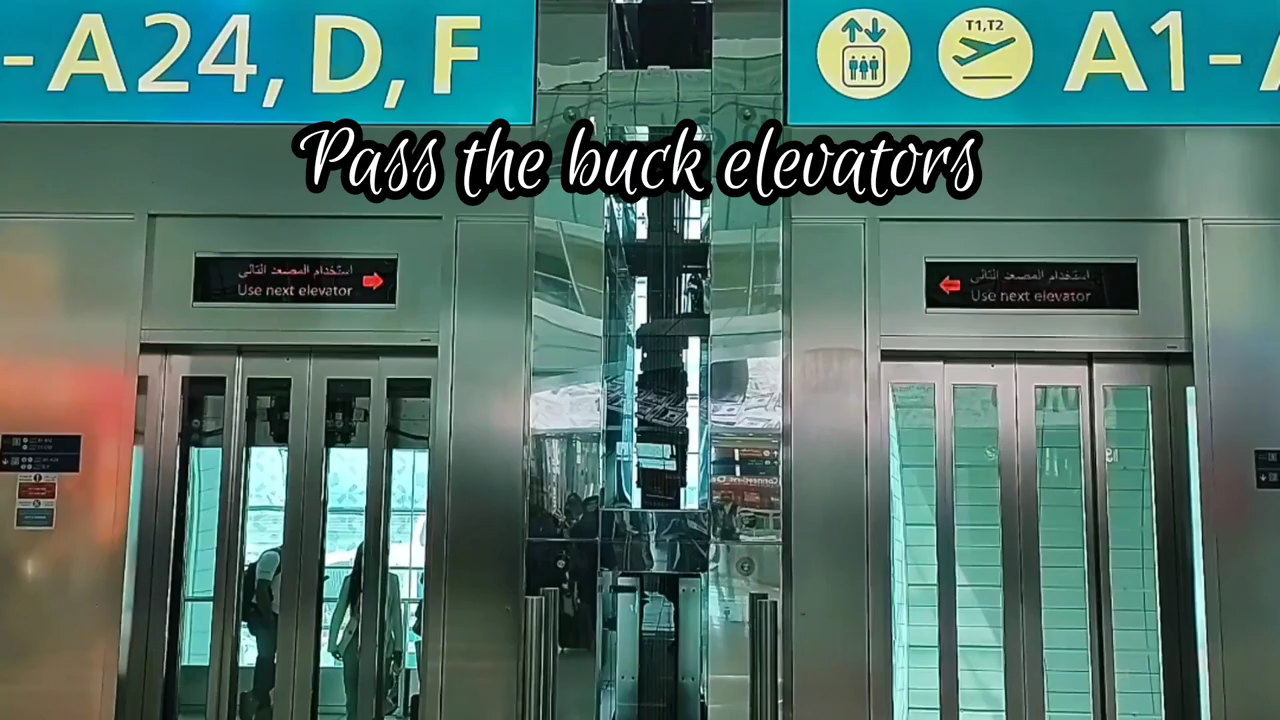 -A24, D, F
T1,T2
A1-A
Pass the buck elevators
استخدام المصعد التالي
Use next elevator
استخدام المصعد التالي
Use next elevator